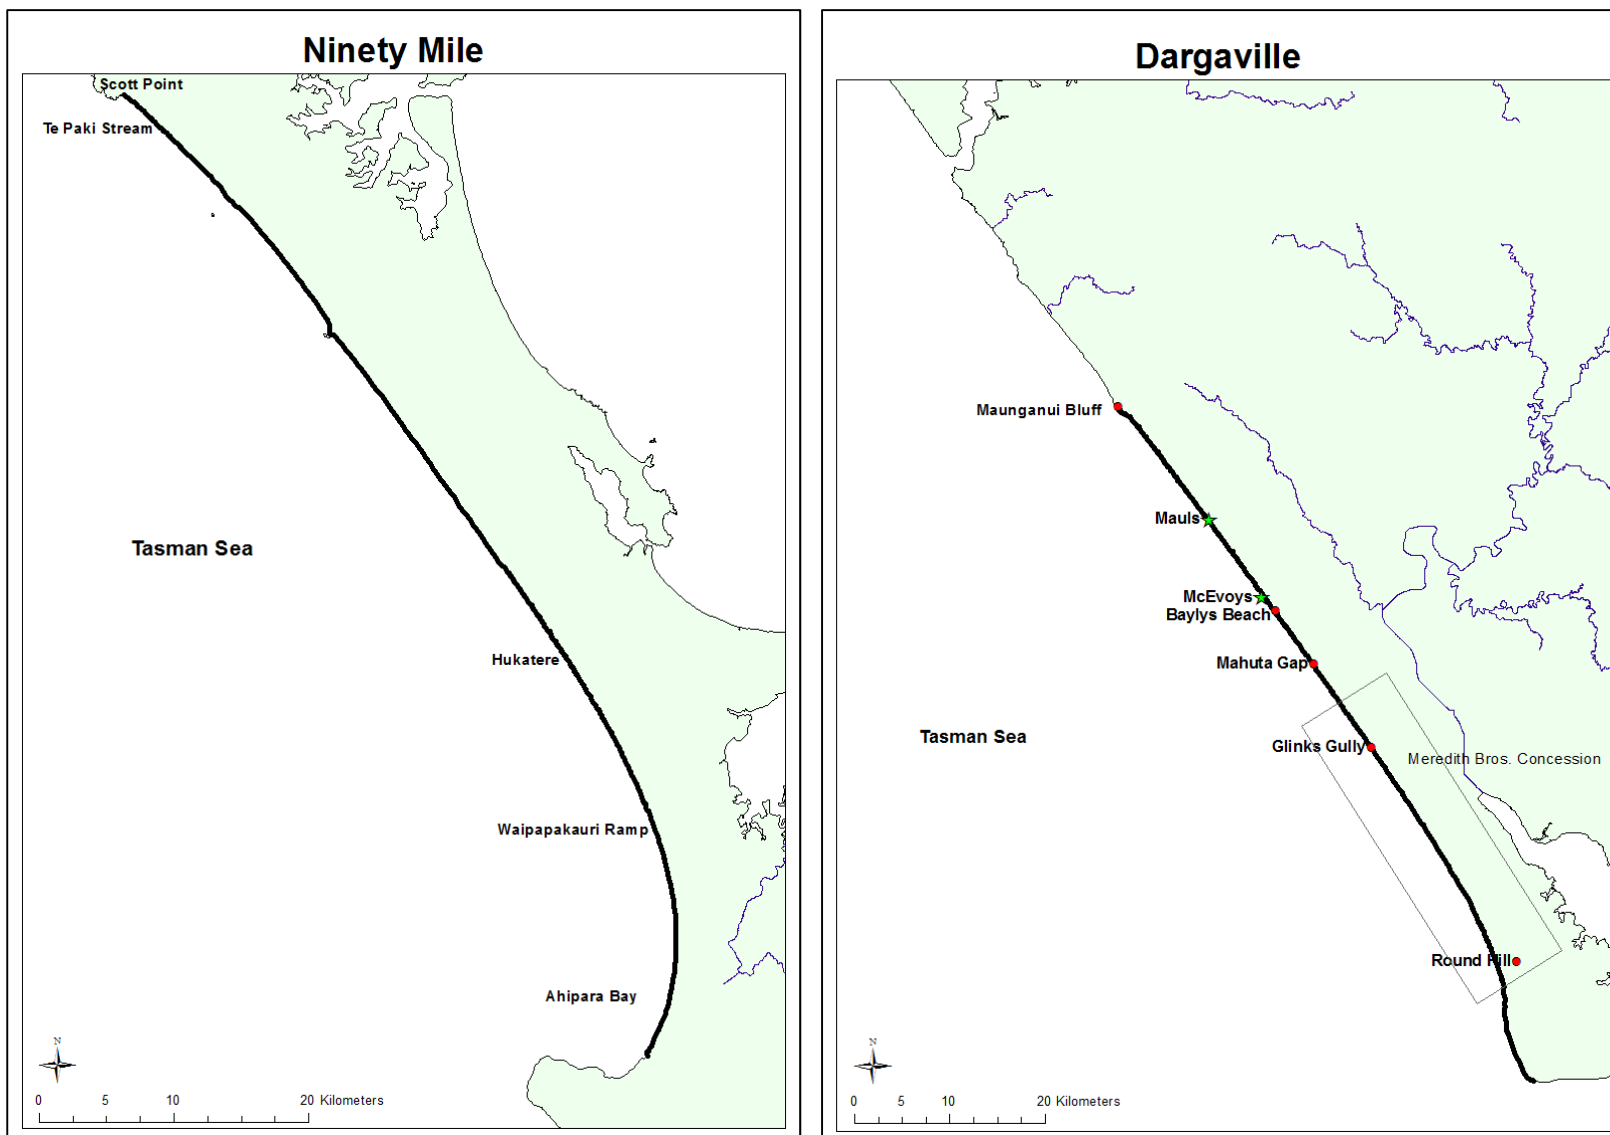 Ninety Mile
Scott Point
Te Paki Stream
Tasman Sea
Hukatere
Waipapakauri Ramp
Ahipara Bay
N
0 5 10 20 Kilometers
Dargaville
Maunganui Bluff
Mauls
McEvoys
Baylys Beach
Mahuta Gap
Tasman Sea
Glinks Gully
Meredith Bros. Concession
Round Hill
N
0 5 10 20 Kilometers